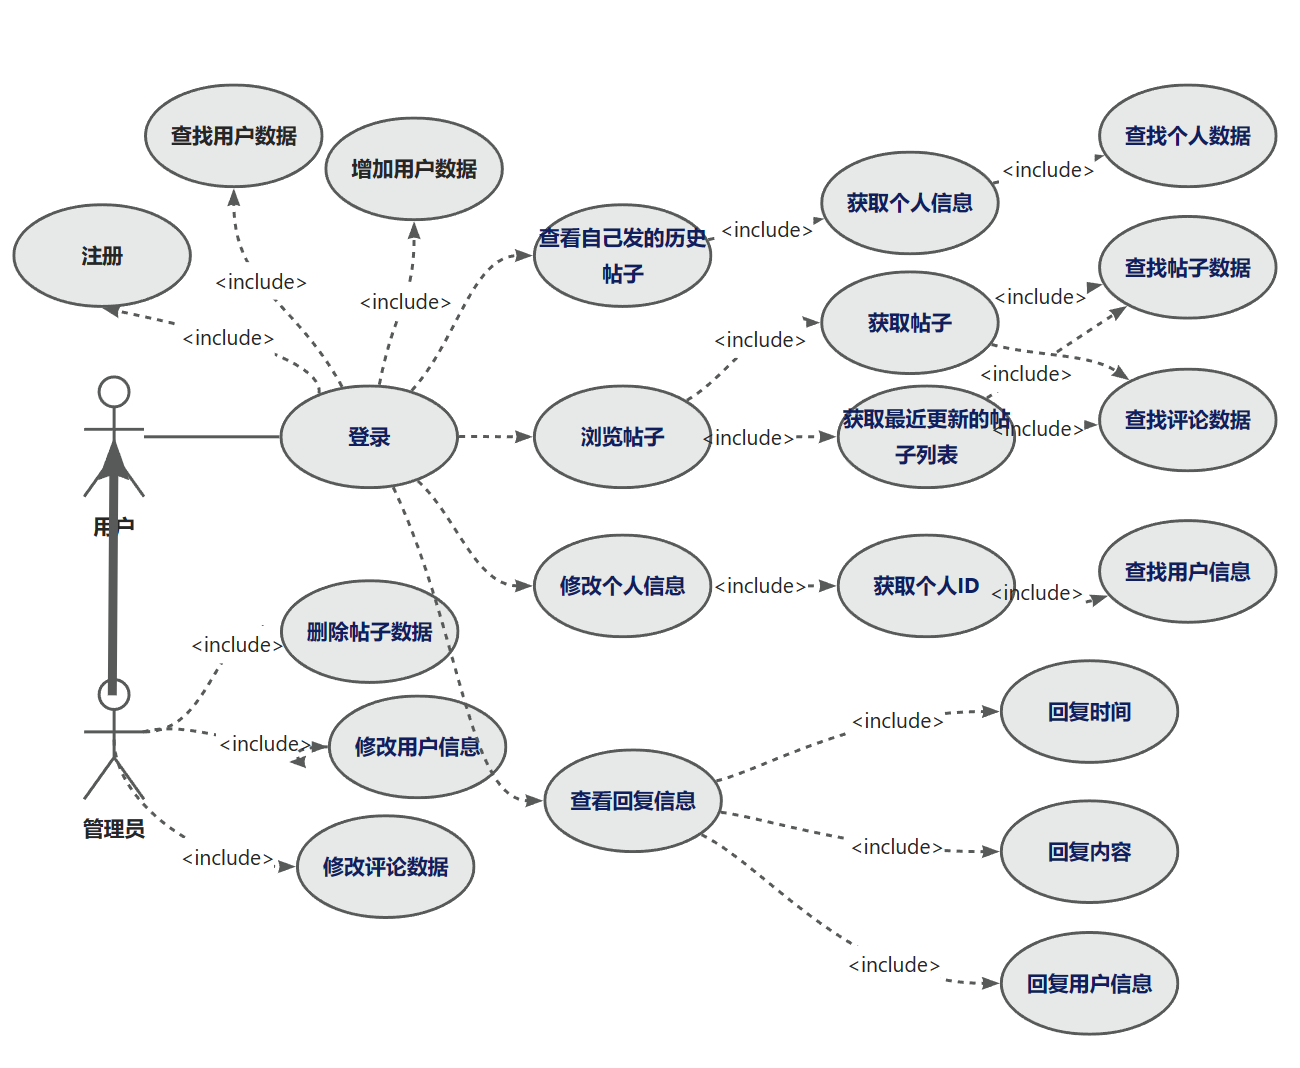 查找用户数据
增加用户数据
查找个人数据
<include>
获取个人信息
查看自己发的历史
帖子
<include>
注册
查找帖子数据
<include>
<include>
<include>
获取帖子
<include>
<include>
<include>
查找评论数据
获取最近更新的帖
子列表
<include>
登录
浏览帖子
<include>
用户
查找用户信息
修改个人信息
<include>
获取个人ID
<include>
删除帖子数据
<include>
回复时间
<include>
<include>
修改用户信息
查看回复信息
管理员
<include>
回复内容
<include>
修改评论数据
<include>
回复用户信息